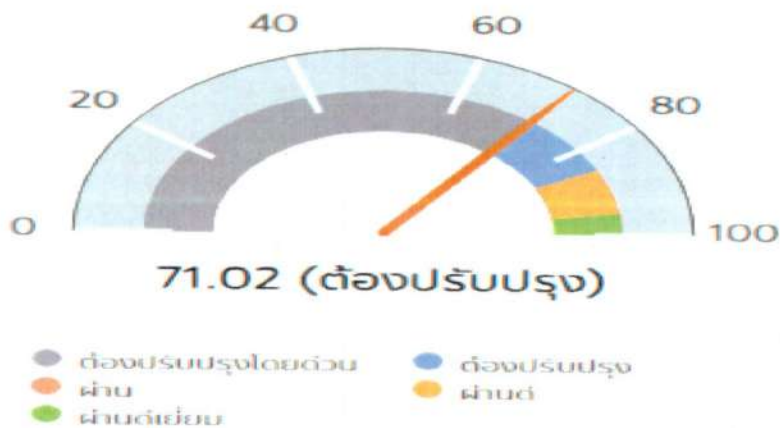 40 60
20 80
0 100
71.02 (ต้องปรับปรุง)
ต้องปรับปรุงโดยด่วน ต้องปรับปรุง
ผ่าน ผ่านดี
ผ่านดีเยี่ยม